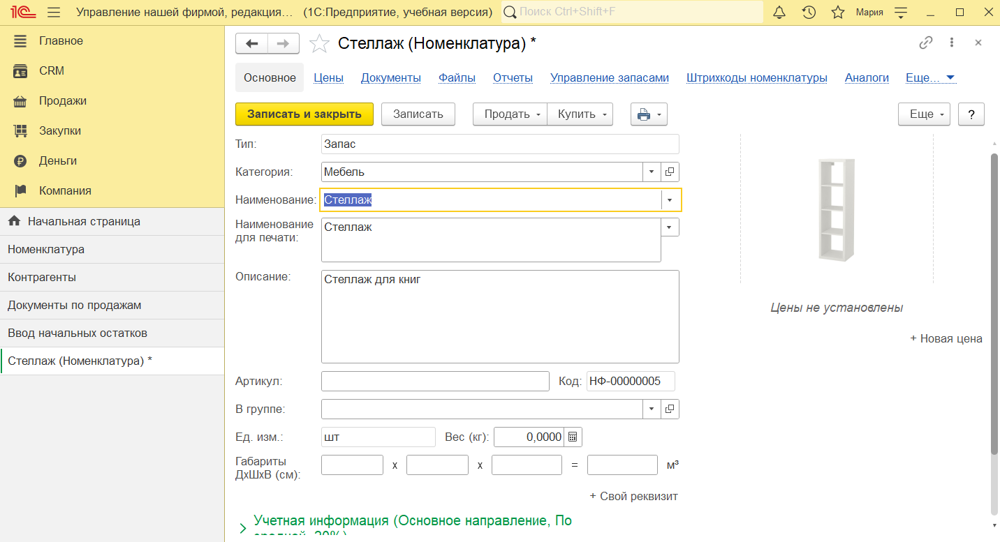 1С Управление нашей фирмой, редакция... (1С:Предприятие, учебная версия) Поиск Ctrl+Shift+F Мария
Главное
CRM
Продажи
Закупки
Деньги
Компания
Начальная страница
Номенклатура
Контрагенты
Документы по продажам
Ввод начальных остатков
Стеллаж (Номенклатура) *
Стеллаж (Номенклатура) *
Основное Цены Документы Файлы Отчеты Управление запасами Штрихкоды номенклатуры Аналоги Еще...
Записать и закрыть Записать Продать Купить Еще ?
Тип: Запас
Категория: Мебель
Наименование: Стеллаж
Наименование
для печати: Стеллаж
Описание: Стеллаж для книг
Артикул: Код: НФ-00000005
В группе:
Ед. изм.: шт Вес (кг): 0,0000
Габариты
ДхШхВ (см): x x = м³
+ Свой реквизит
Учетная информация (Основное направление, По
средней, 20%)
Цены не установлены
+ Новая цена